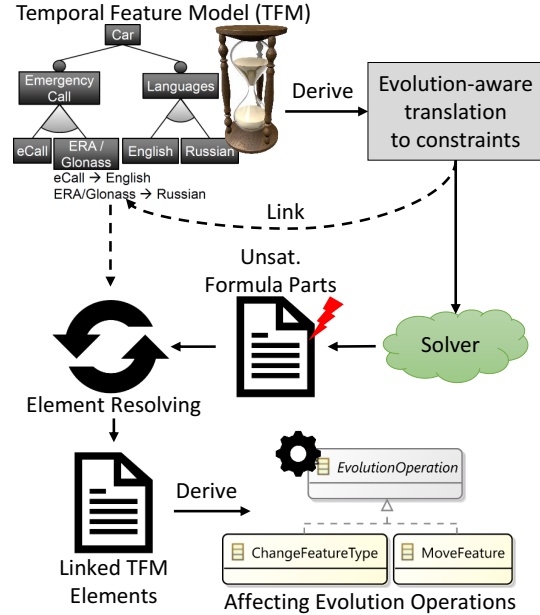 Temporal Feature Model (TFM)
Car
Emergency
Call
Languages
eCall
ERA /
Glonass
English
Russian
eCall → English
ERA/Glonass → Russian
Derive
Evolution-aware
translation
to constraints
Link
Unsat.
Formula Parts
Solver
Element Resolving
Linked TFM
Elements
Derive
EvolutionOperation
ChangeFeatureType
MoveFeature
Affecting Evolution Operations